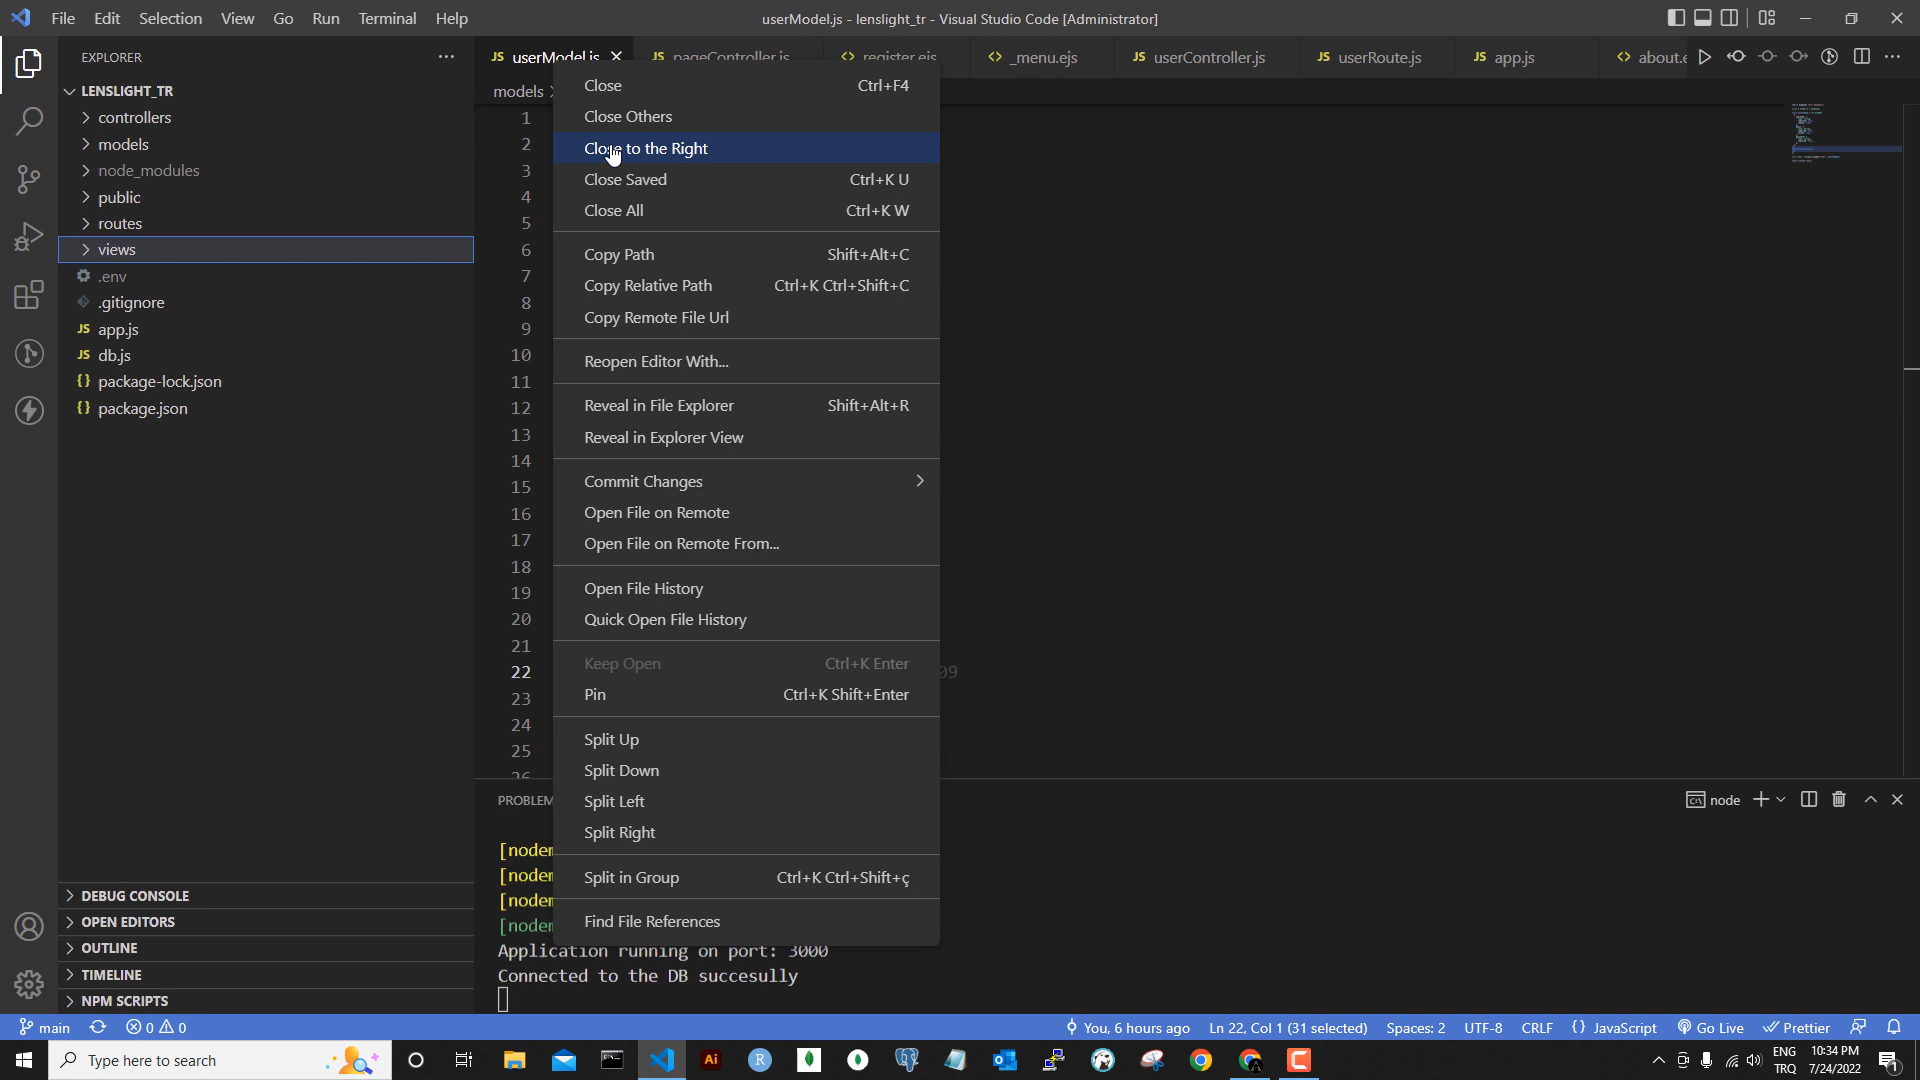 File Edit Selection View Go Run Terminal Help
userModel.js - lenslight_tr - Visual Studio Code [Administrator]
EXPLORER
LENSLIGHT_TR
controllers
models
node_modules
public
routes
views
.env
.gitignore
app.js
db.js
package-lock.json
package.json
DEBUG CONSOLE
OPEN EDITORS
OUTLINE
TIMELINE
NPM SCRIPTS
JS userModel.js
JS pageController.js
register.ejs
_menu.ejs
JS userController.js
JS userRoute.js
JS app.js
about.e
models
1
2
3
4
5
6
7
8
9
10
11
12
13
14
15
16
17
18
19
20
21
22
23
24
25
26
Close Ctrl+F4
Close Others
Close to the Right
Close Saved Ctrl+K U
Close All Ctrl+K W
Copy Path Shift+Alt+C
Copy Relative Path Ctrl+K Ctrl+Shift+C
Copy Remote File Url
Reopen Editor With...
Reveal in File Explorer Shift+Alt+R
Reveal in Explorer View
Commit Changes
Open File on Remote
Open File on Remote From...
Open File History
Quick Open File History
Keep Open Ctrl+K Enter
Pin Ctrl+K Shift+Enter
Split Up
Split Down
Split Left
Split Right
Split in Group Ctrl+K Ctrl+Shift+ç
Find File References
09
PROBLEM
node
[noden
[noden
[noden
[noden
Application running on port: 3000
Connected to the DB succesully
main
0 0
You, 6 hours ago Ln 22, Col 1 (31 selected) Spaces: 2 UTF-8 CRLF {} JavaScript Go Live Prettier
Type here to search
Ai
R
ENG
TRQ
10:34 PM
7/24/2022
1